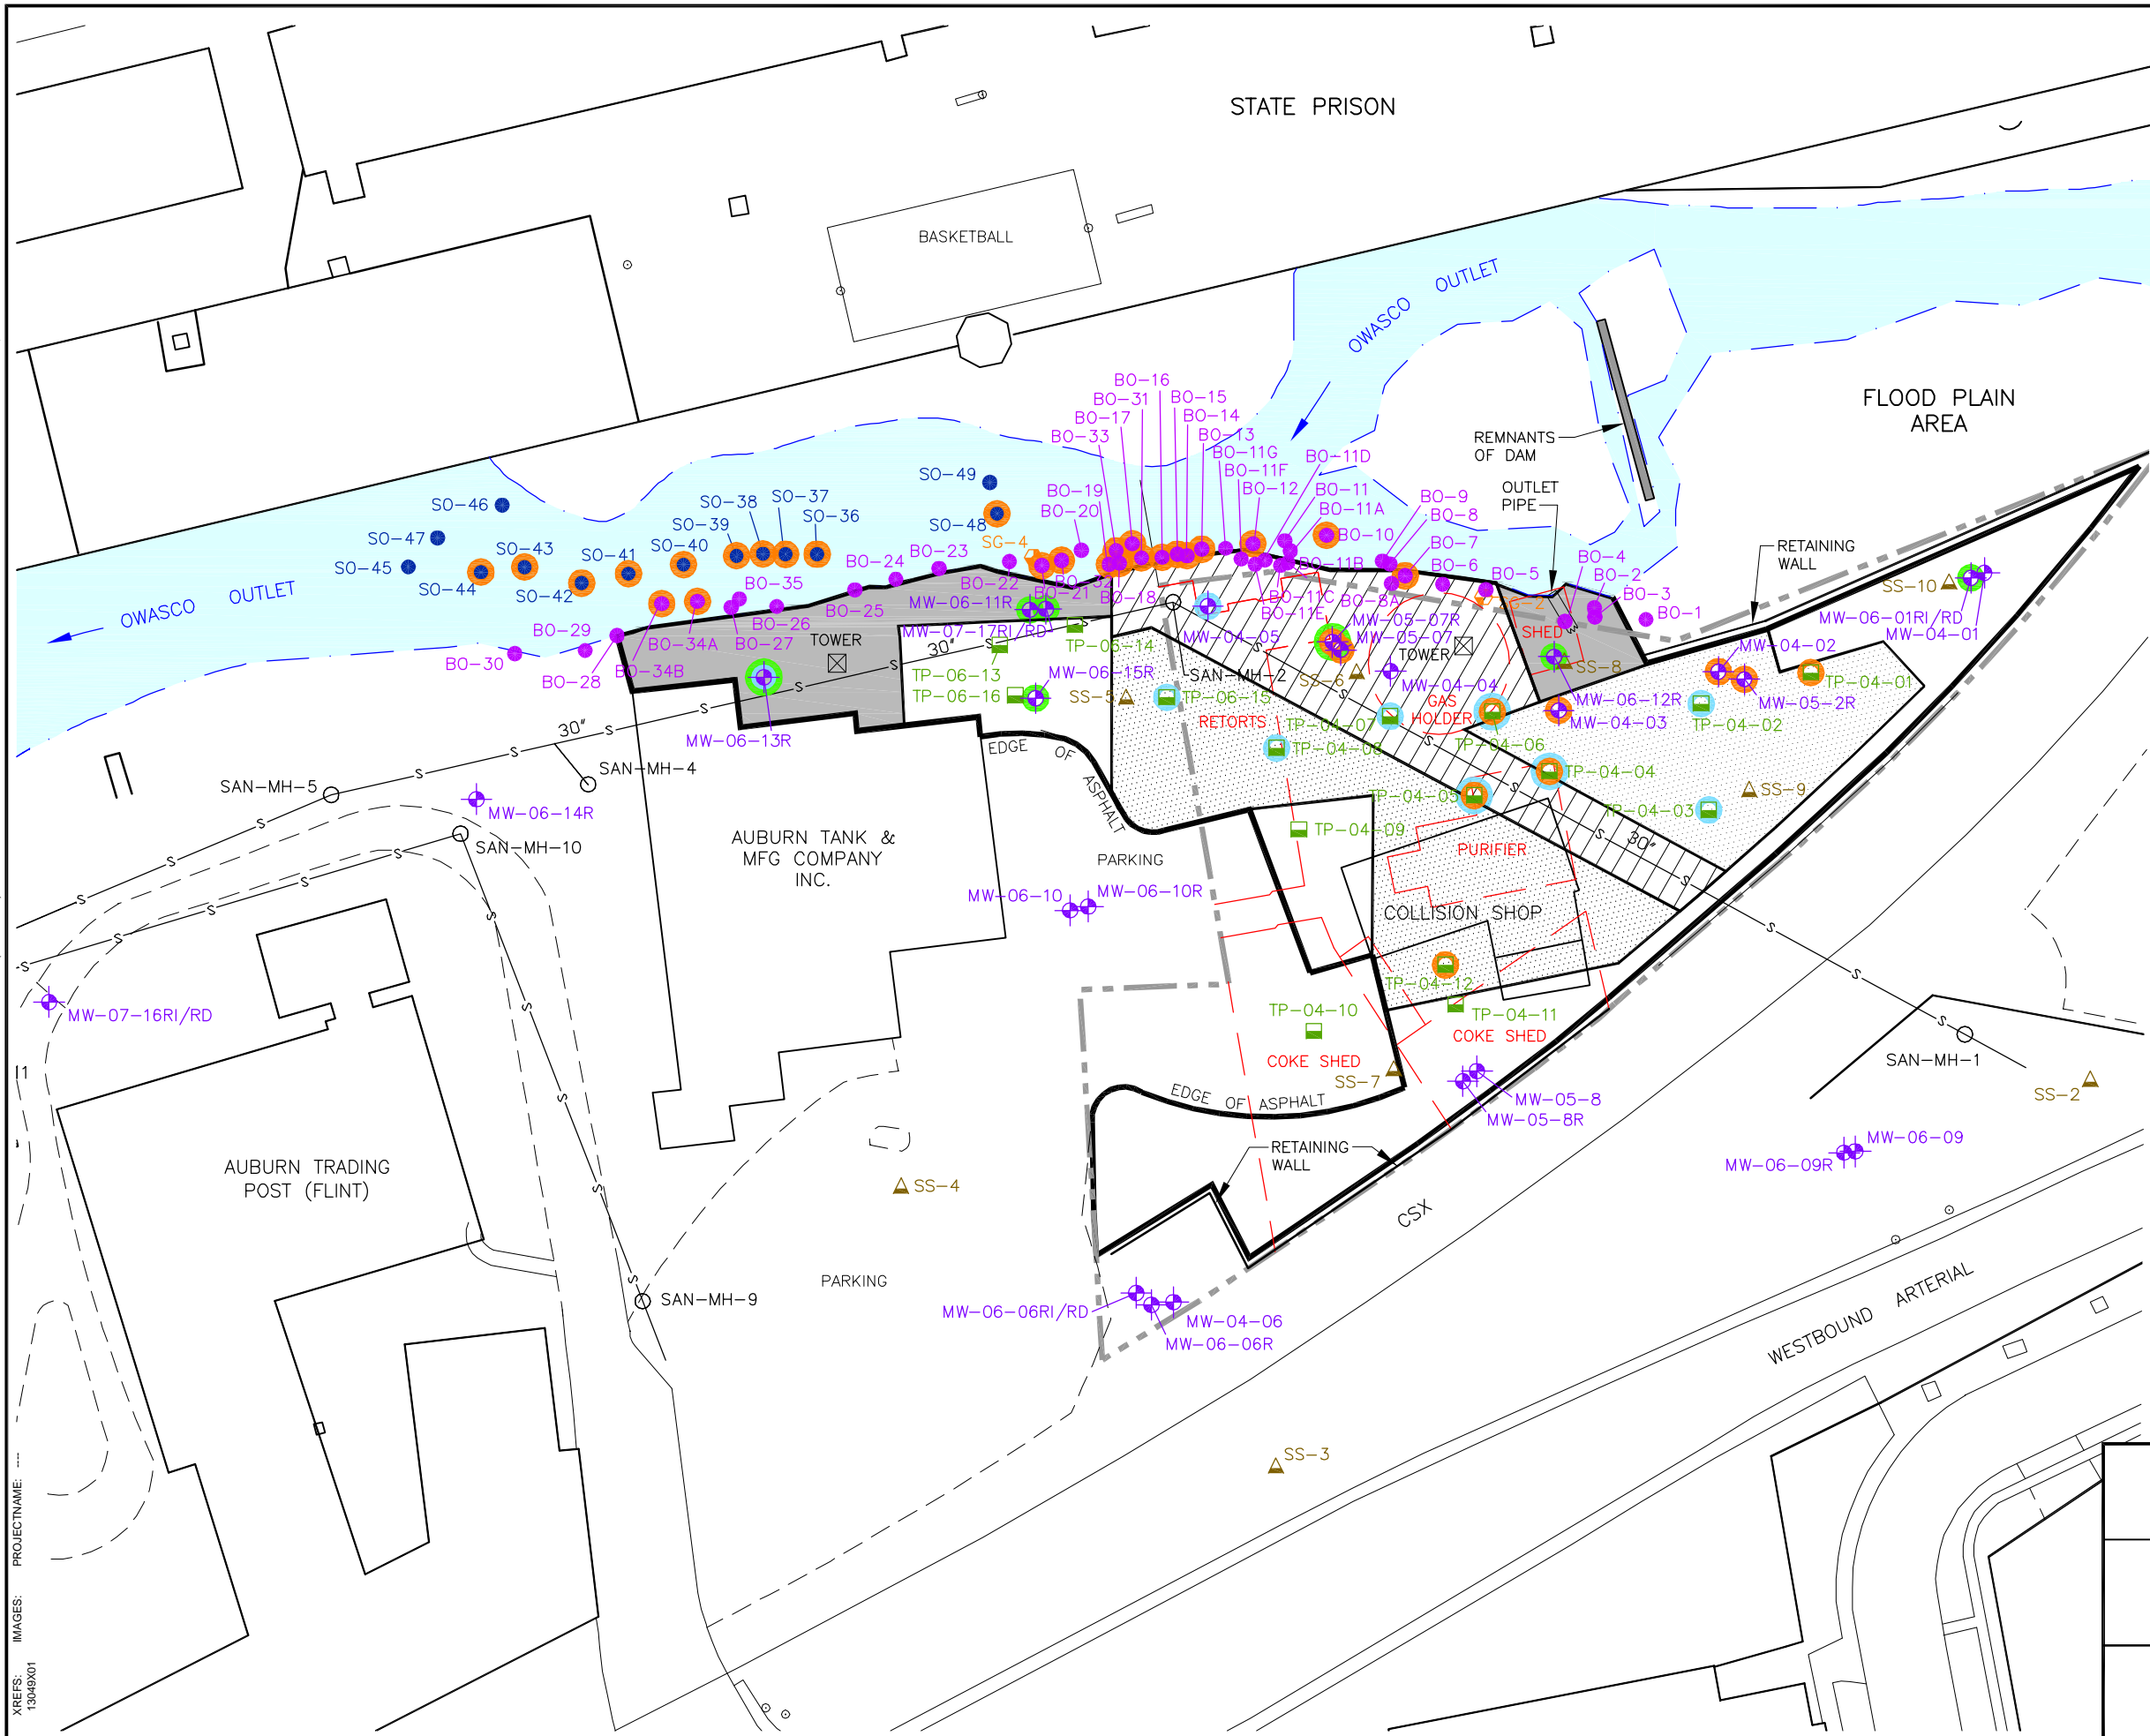 STATE PRISON
BASKETBALL
OWASCO OUTLET
FLOOD PLAIN
AREA
REMNANTS
OF DAM
OUTLET
PIPE
RETAINING
WALL
BO-16
BO-31
BO-15
BO-17
BO-14
BO-33
BO-13
BO-11G
BO-11D
BO-11F
BO-12
BO-11
BO-11A
BO-10
BO-9
BO-8
BO-7
BO-6
BO-5
BO-4
BO-2
BO-3
BO-1
BO-19
BO-20
SO-49
SO-48
SG-4
SO-46
SO-47
SO-45
SO-44
SO-43
SO-42
SO-41
SO-40
SO-39
SO-38
SO-37
SO-36
BO-24
BO-23
BO-22
BO-21
BO-32
BO-18
BO-11B
BO-11C
BO-11E
BO-8A
BO-35
BO-25
BO-26
BO-27
BO-34A
BO-34B
BO-28
BO-29
BO-30
OWASCO OUTLET
MW-06-11R
MW-07-17RI/RD
TOWER
30"
TP-06-14
TP-06-13
TP-06-16
MW-06-15R
SS-5
MW-04-05
SAN-MH-2
TP-06-15
RETORTS
MW-05-07R
MW-05-07
TOWER
SS-6
MW-04-04
GAS
HOLDER
SHED
W
SS-8
MW-06-12R
MW-04-03
MW-04-02
MW-05-2R
TP-04-01
TP-04-02
SS-10
MW-06-01RI/RD
MW-04-01
TP-04-07
TP-04-08
TP-04-06
TP-04-04
TP-04-05
TP-04-03
SS-9
MW-06-13R
30"
SAN-MH-5
SAN-MH-4
MW-06-14R
SAN-MH-10
EDGE OF ASPHALT
AUBURN TANK &
MFG COMPANY
INC.
PARKING
TP-04-09
PURIFIER
30"
COLLISION SHOP
MW-06-10
MW-06-10R
TP-04-12
TP-04-11
TP-04-10
COKE SHED
COKE SHED
SS-7
MW-05-8
MW-05-8R
SAN-MH-1
SS-2
MW-07-16RI/RD
EDGE OF ASPHALT
RETAINING
WALL
MW-06-09
MW-06-09R
AUBURN TRADING
POST (FLINT)
SS-4
CSX
PARKING
SAN-MH-9
MW-06-06RI/RD
MW-04-06
MW-06-06R
WESTBOUND ARTERIAL
SS-3
XREFS: IMAGES: PROJECTNAME: ----
13049X01